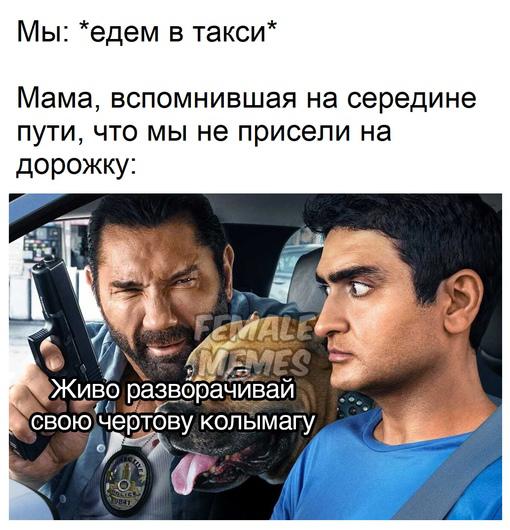 Мы: *едем в такси*
Мама, вспомнившая на середине
пути, что мы не присели на
дорожку:
FEMALE
MEMES
Живо разворачивай
свою чертову колымагу